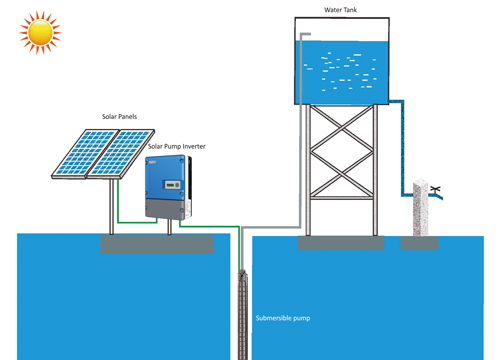 Water Tank
Solar Panels
Solar Pump Inverter
Submersible pump